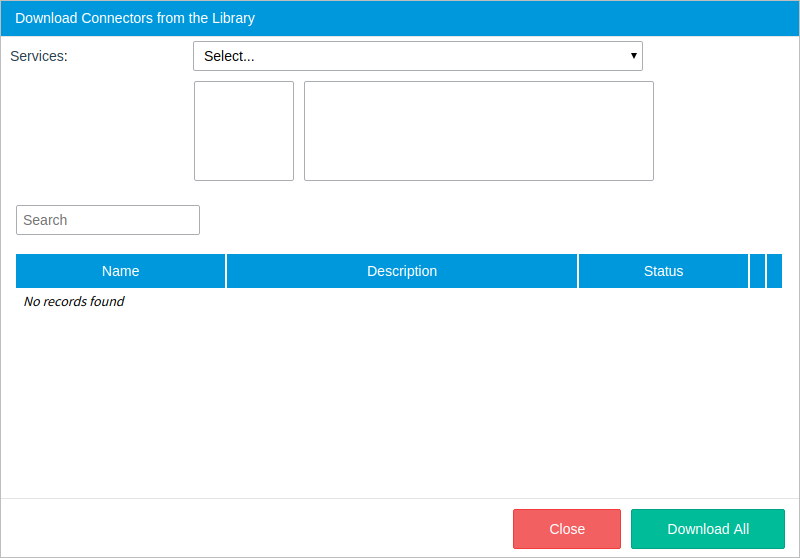 Download Connectors from the Library
Services: Select...
Search
Name Description Status
No records found
Close Download All